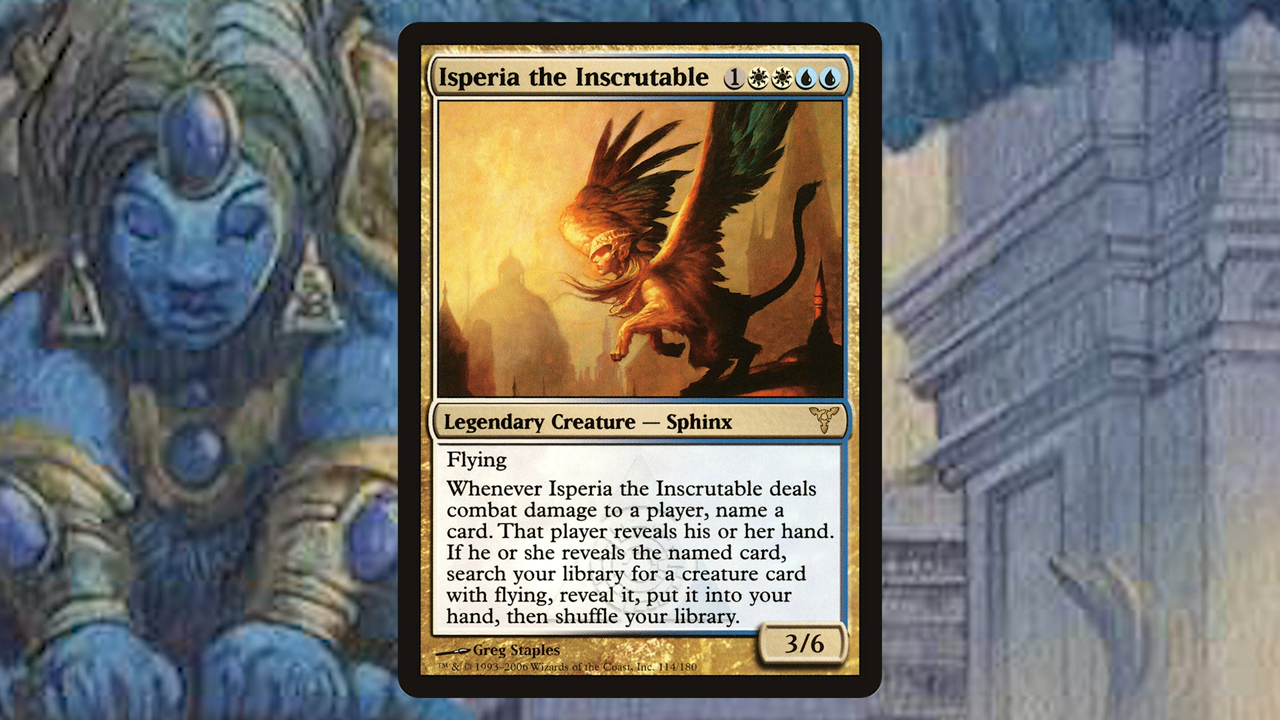 Isperia the Inscrutable 1
Legendary Creature — Sphinx
Flying
Whenever Isperia the Inscrutable deals
combat damage to a player, name a
card. That player reveals his or her hand.
If he or she reveals the named card,
search your library for a creature card
with flying, reveal it, put it into your
hand, then shuffle your library.
3/6
Greg Staples
™ & © 1993–2006 Wizards of the Coast, Inc. 114/180